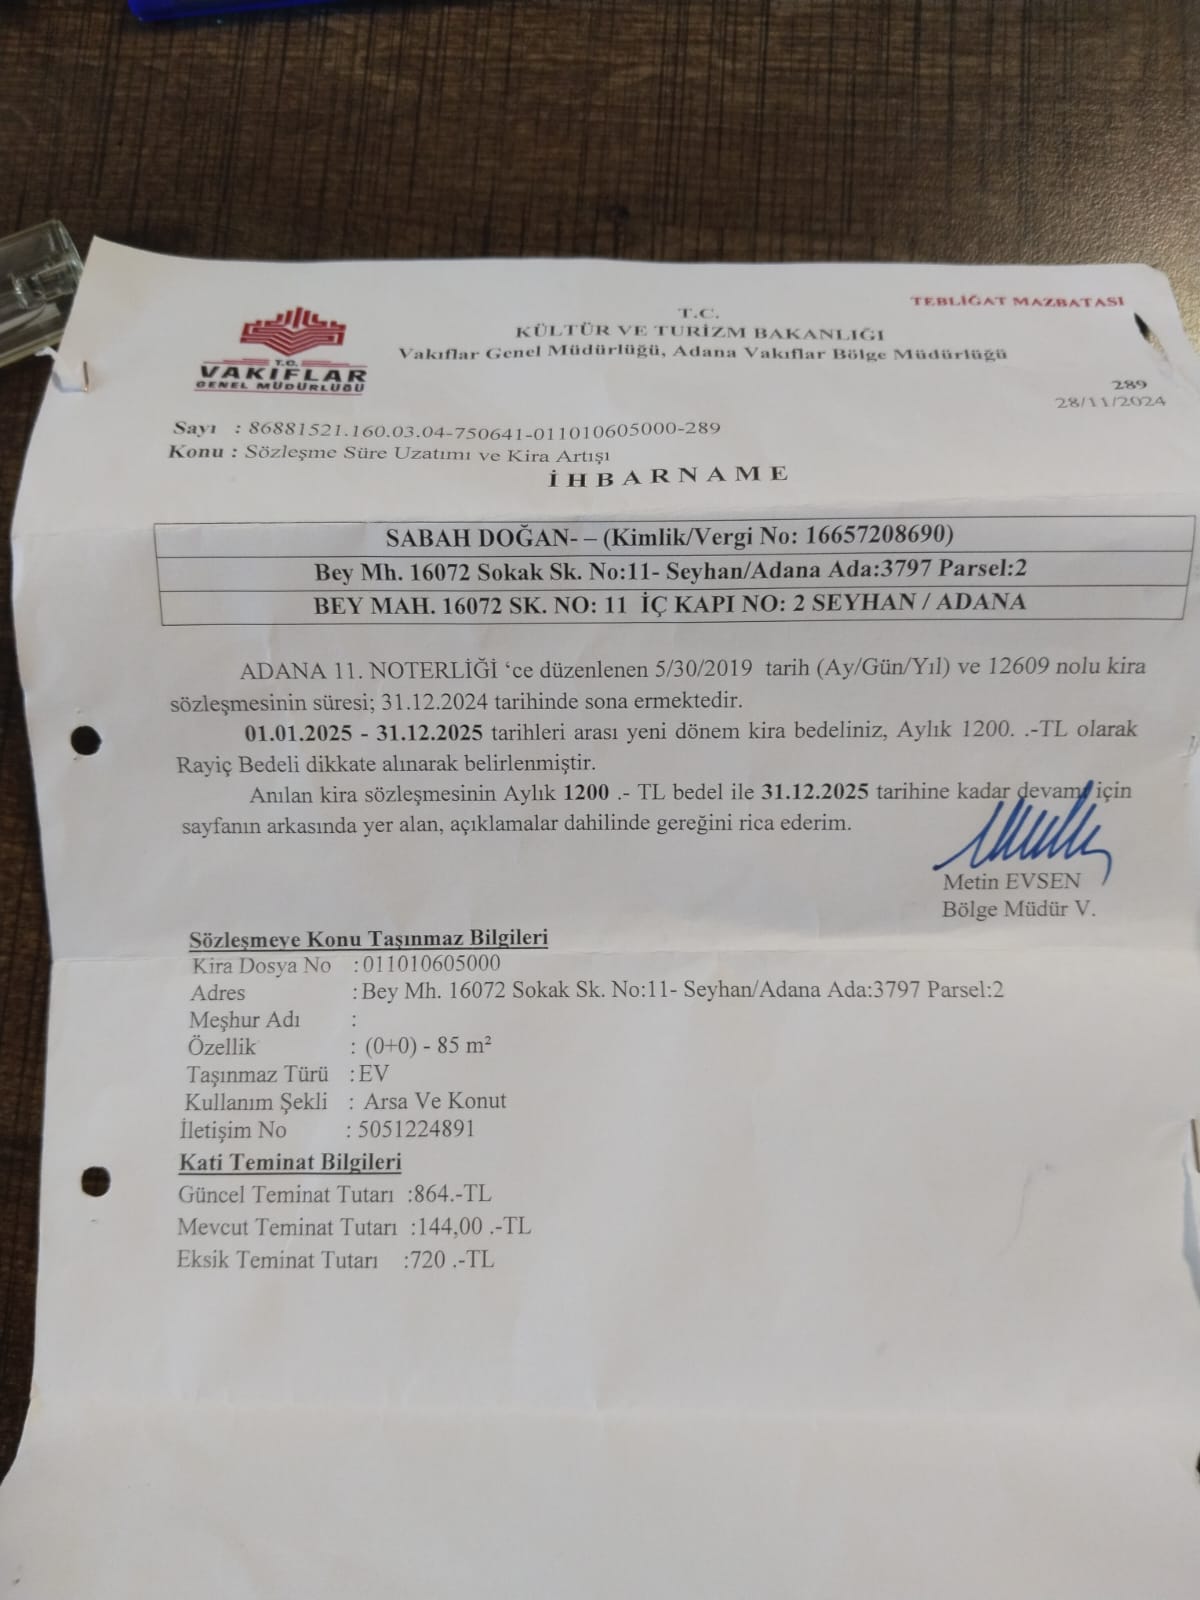 TEBLİGAT MAZBATASI
T.C.
KÜLTÜR VE TURİZM BAKANLIĞI
Vakıflar Genel Müdürlüğü, Adana Vakıflar Bölge Müdürlüğü
T.C.
VAKIFLAR
GENEL MÜDÜRLÜĞÜ
289
28/11/2024
Sayı : 86881521.160.03.04-750641-011010605000-289
Konu : Sözleşme Süre Uzatımı ve Kira Artışı
İHBARNAME
SABAH DOĞAN- – (Kimlik/Vergi No: 16657208690)
Bey Mh. 16072 Sokak Sk. No:11- Seyhan/Adana Ada:3797 Parsel:2
BEY MAH. 16072 SK. NO: 11 İÇ KAPI NO: 2 SEYHAN / ADANA
ADANA 11. NOTERLİĞİ ‘ce düzenlenen 5/30/2019 tarih (Ay/Gün/Yıl) ve 12609 nolu kira
sözleşmesinin süresi; 31.12.2024 tarihinde sona ermektedir.
01.01.2025 - 31.12.2025 tarihleri arası yeni dönem kira bedeliniz, Aylık 1200. .-TL olarak
Rayiç Bedeli dikkate alınarak belirlenmiştir.
Anılan kira sözleşmesinin Aylık 1200 .- TL bedel ile 31.12.2025 tarihine kadar devamı için
sayfanın arkasında yer alan, açıklamalar dahilinde gereğini rica ederim.
Metin EVSEN
Bölge Müdür V.
Sözleşmeye Konu Taşınmaz Bilgileri
Kira Dosya No :011010605000
Adres :Bey Mh. 16072 Sokak Sk. No:11- Seyhan/Adana Ada:3797 Parsel:2
Meşhur Adı :
Özellik : (0+0) - 85 m²
Taşınmaz Türü :EV
Kullanım Şekli : Arsa Ve Konut
İletişim No : 5051224891
Kati Teminat Bilgileri
Güncel Teminat Tutarı :864.-TL
Mevcut Teminat Tutarı :144,00 .-TL
Eksik Teminat Tutarı :720 .-TL